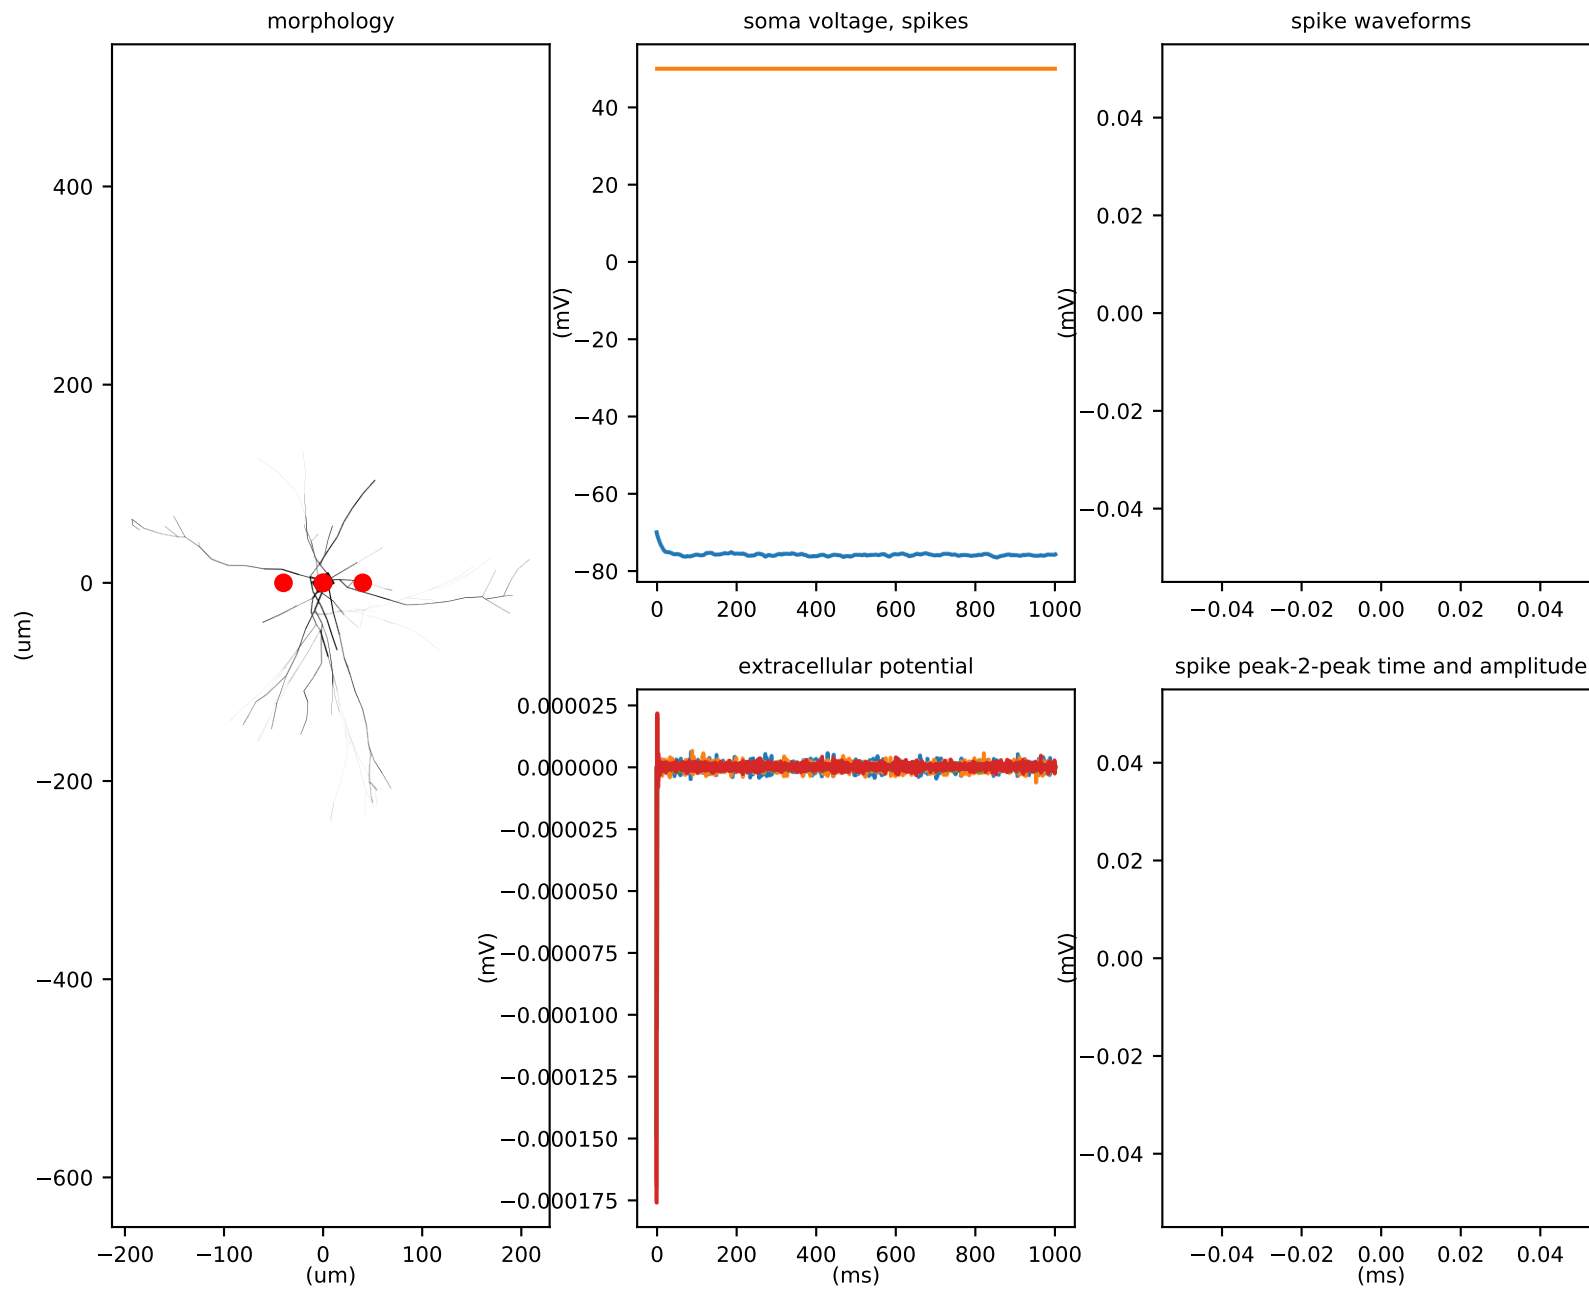 morphology
400
200
0
−200
−400
−600
(um)
−200 −100 0 100 200
(um)
soma voltage, spikes
40
20
0
−20
−40
−60
−80
(mV)
0 200 400 600 800 1000
spike waveforms
0.04
0.02
0.00
−0.02
−0.04
(mV)
−0.04 −0.02 0.00 0.02 0.04
extracellular potential
0.000025
0.000000
−0.000025
−0.000050
−0.000075
−0.000100
−0.000125
−0.000150
−0.000175
(mV)
0 200 400 600 800 1000
(ms)
spike peak-2-peak time and amplitude
0.04
0.02
0.00
−0.02
−0.04
(mV)
−0.04 −0.02 0.00 0.02 0.04
(ms)